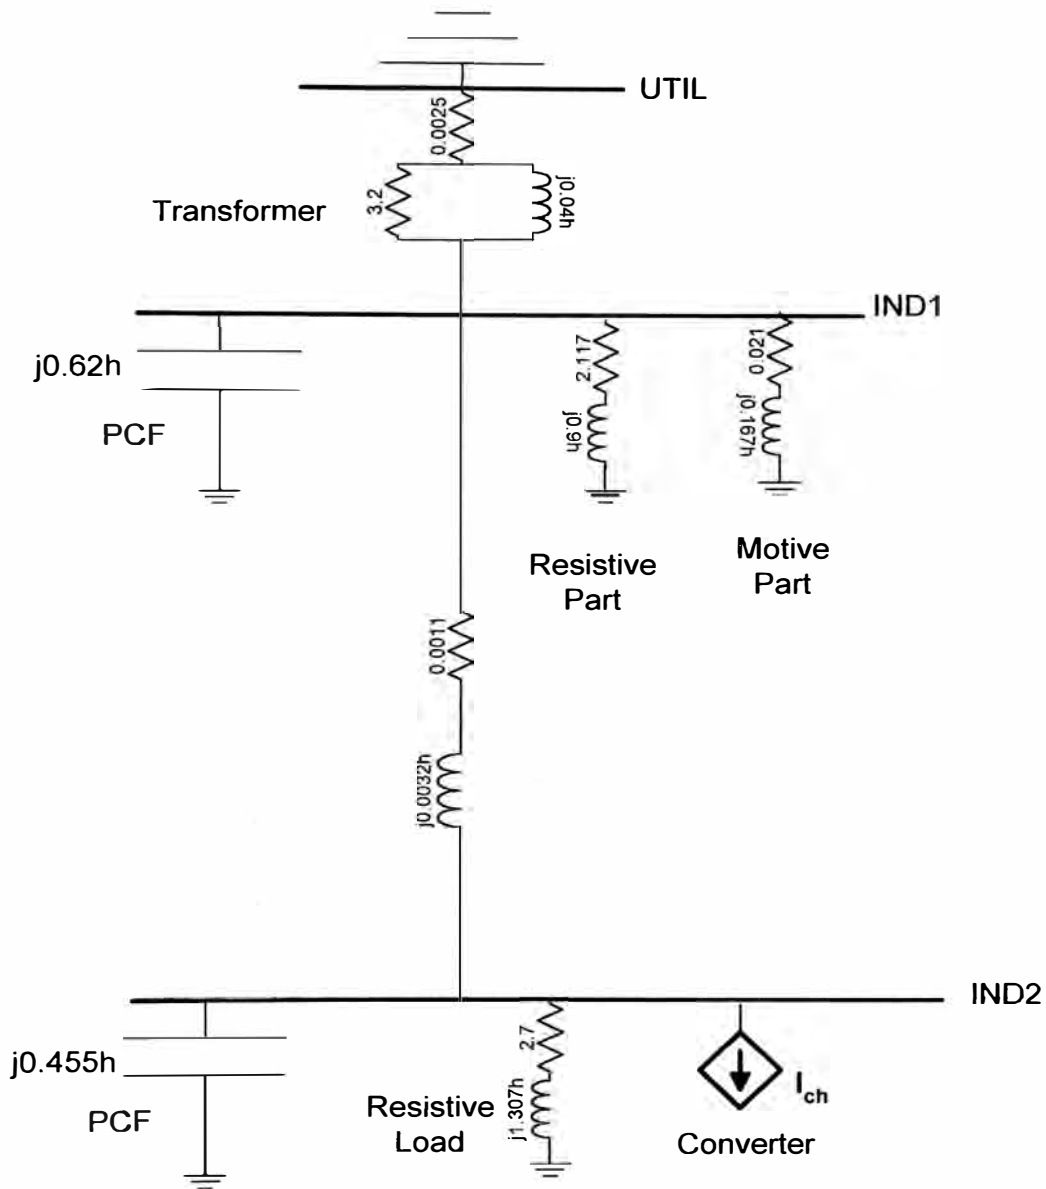 UTIL
0.0025
3.2
j0.04h
Transformer
IND1
j0.62h
PCF
2.117
j0.9h
0.021
j0.167h
Resistive
Part
Motive
Part
0.0011
j0.0032h
IND2
j0.455h
PCF
2.7
j1.307h
Resistive
Load
Ich
Converter